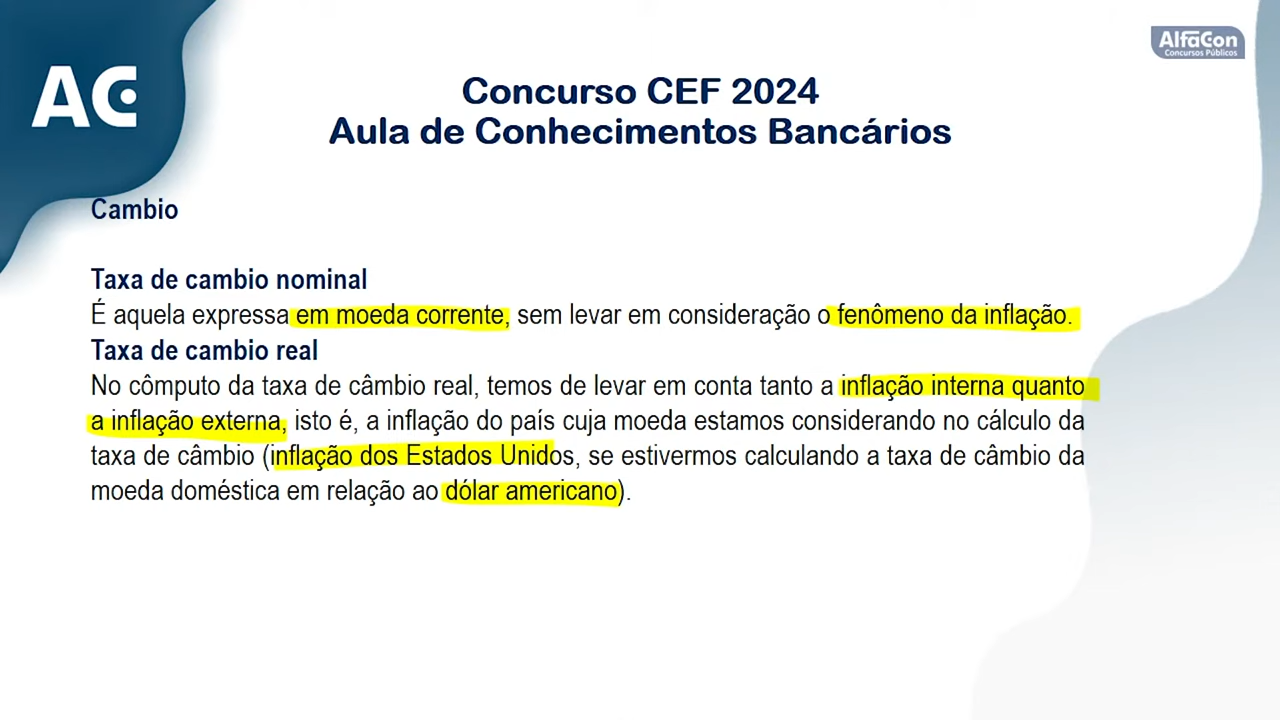 AC
AlfaCon
Concursos Públicos
Concurso CEF 2024
Aula de Conhecimentos Bancários
Cambio
Taxa de cambio nominal
É aquela expressa em moeda corrente, sem levar em consideração o fenômeno da inflação.
Taxa de cambio real
No cômputo da taxa de câmbio real, temos de levar em conta tanto a inflação interna quanto
a inflação externa, isto é, a inflação do país cuja moeda estamos considerando no cálculo da
taxa de câmbio (inflação dos Estados Unidos, se estivermos calculando a taxa de câmbio da
moeda doméstica em relação ao dólar americano).